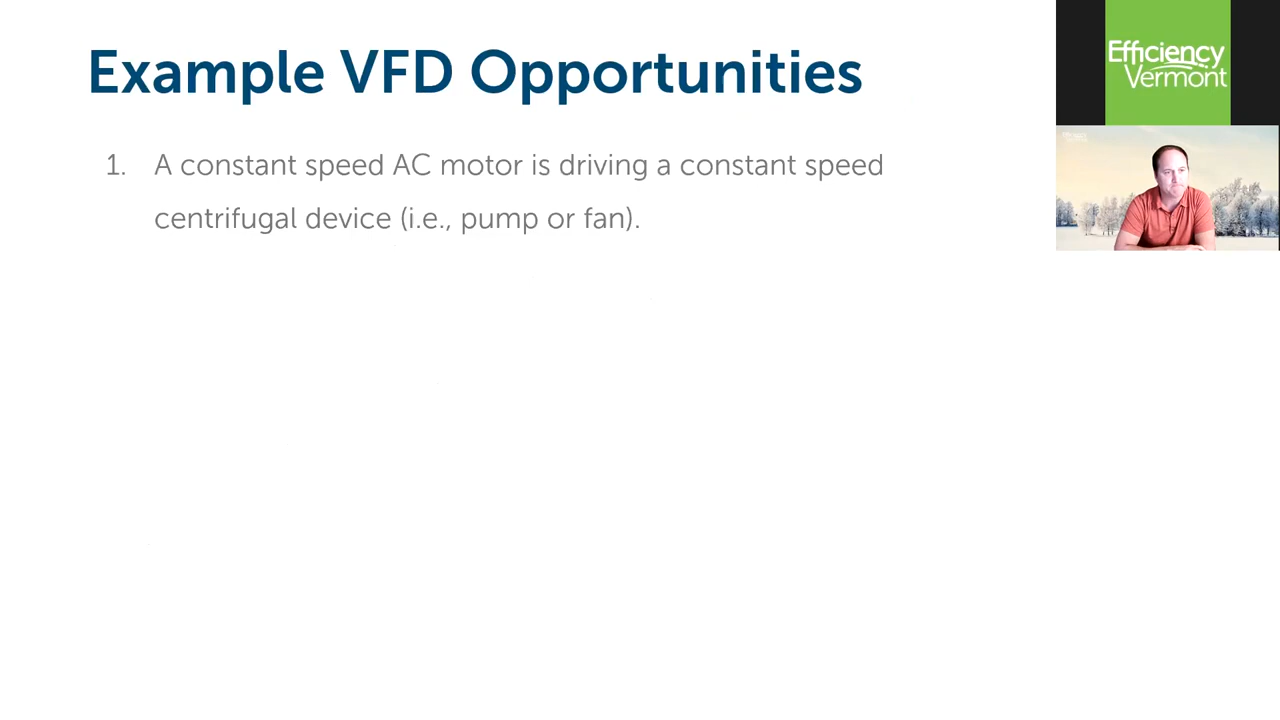 Example VFD Opportunities
1. A constant speed AC motor is driving a constant speed
centrifugal device (i.e., pump or fan).
Efficiency
Vermont